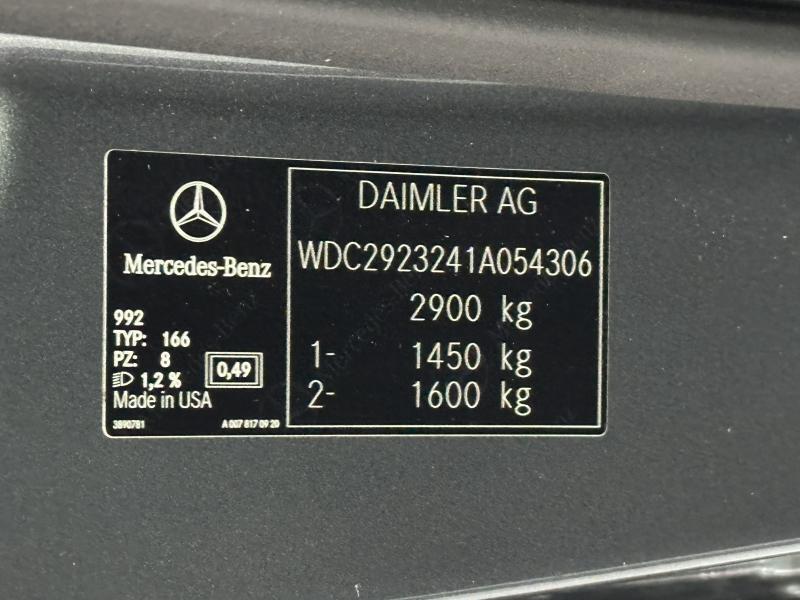 Mercedes-Benz
992
TYP: 166
PZ: 8
1,2 %
0,49
Made in USA
3890781
A 007 817 09 20
DAIMLER AG
WDC2923241A054306
2900 kg
1- 1450 kg
2- 1600 kg